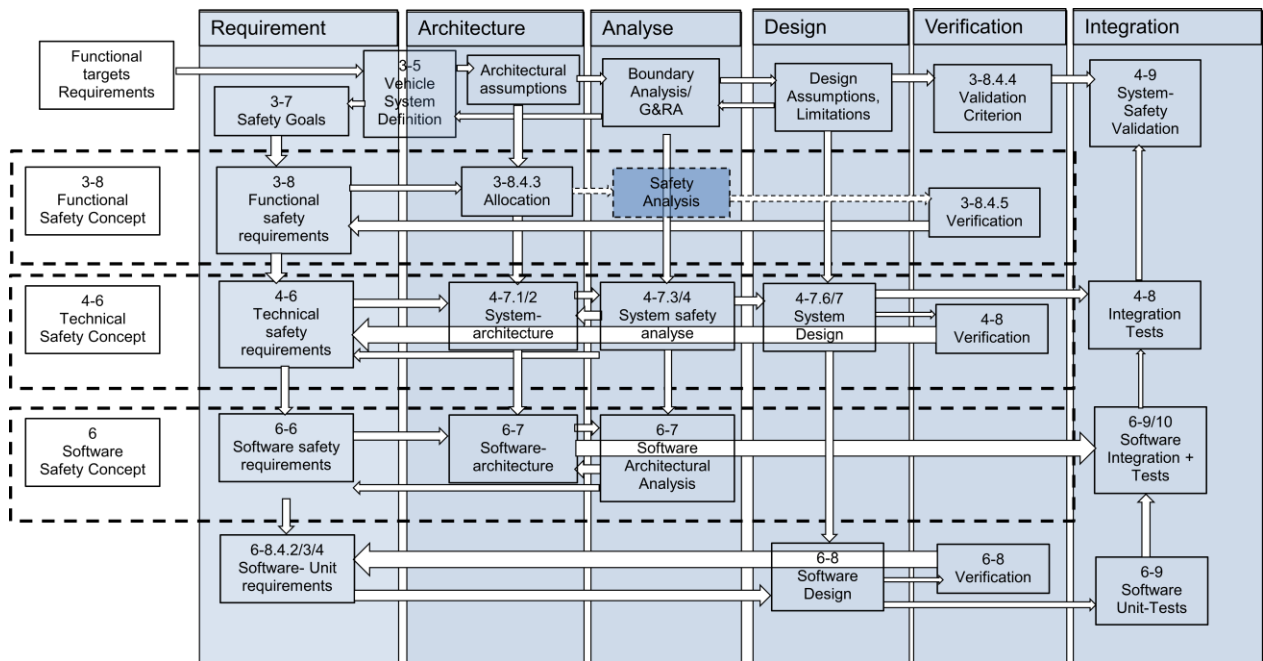 Requirement
Architecture
Analyse
Design
Verification
Integration
Functional
targets
Requirements
3-5
Vehicle
System
Definition
Architectural
assumptions
Boundary
Analysis/
G&RA
Design
Assumptions,
Limitations
3-8.4.4
Validation
Criterion
4-9
System-
Safety
Validation
3-7
Safety Goals
3-8
Functional
Safety Concept
3-8
Functional
safety
requirements
3-8.4.3
Allocation
Safety
Analysis
3-8.4.5
Verification
4-6
Technical
Safety Concept
4-6
Technical
safety
requirements
4-7.1/2
System-
architecture
4-7.3/4
System safety
analyse
4-7.6/7
System
Design
4-8
Verification
4-8
Integration
Tests
6
Software
Safety Concept
6-6
Software safety
requirements
6-7
Software-
architecture
6-7
Software
Architectural
Analysis
6-9/10
Software
Integration +
Tests
6-8.4.2/3/4
Software- Unit
requirements
6-8
Software
Design
6-8
Verification
6-9
Software
Unit-Tests